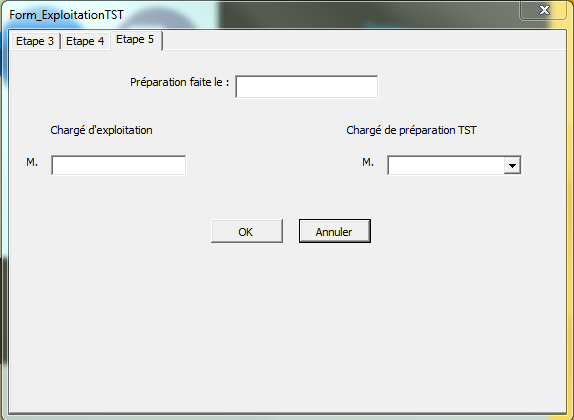 Form_ExploitationTST
Etape 3 Etape 4 Etape 5
Préparation faite le :
Chargé d'exploitation Chargé de préparation TST
M. M.
OK Annuler